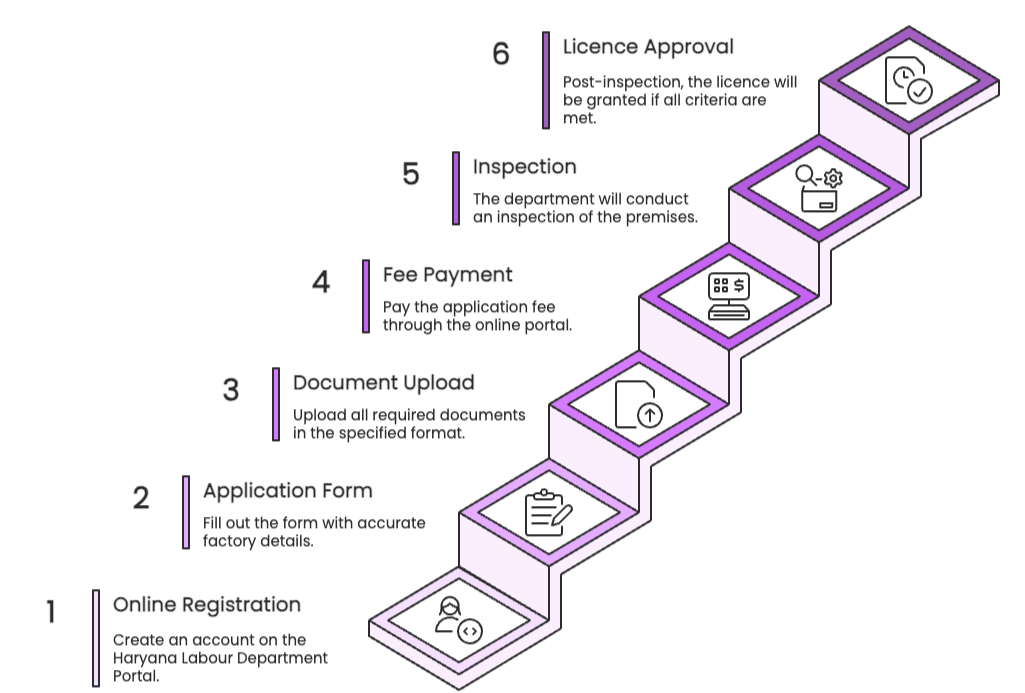 6
Licence Approval
Post-inspection, the licence will
be granted if all criteria are
met.
5
Inspection
The department will conduct
an inspection of the premises.
4
Fee Payment
Pay the application fee
through the online portal.
3
Document Upload
Upload all required documents
in the specified format.
2
Application Form
Fill out the form with accurate
factory details.
1
Online Registration
Create an account on the
Haryana Labour Department
Portal.
$